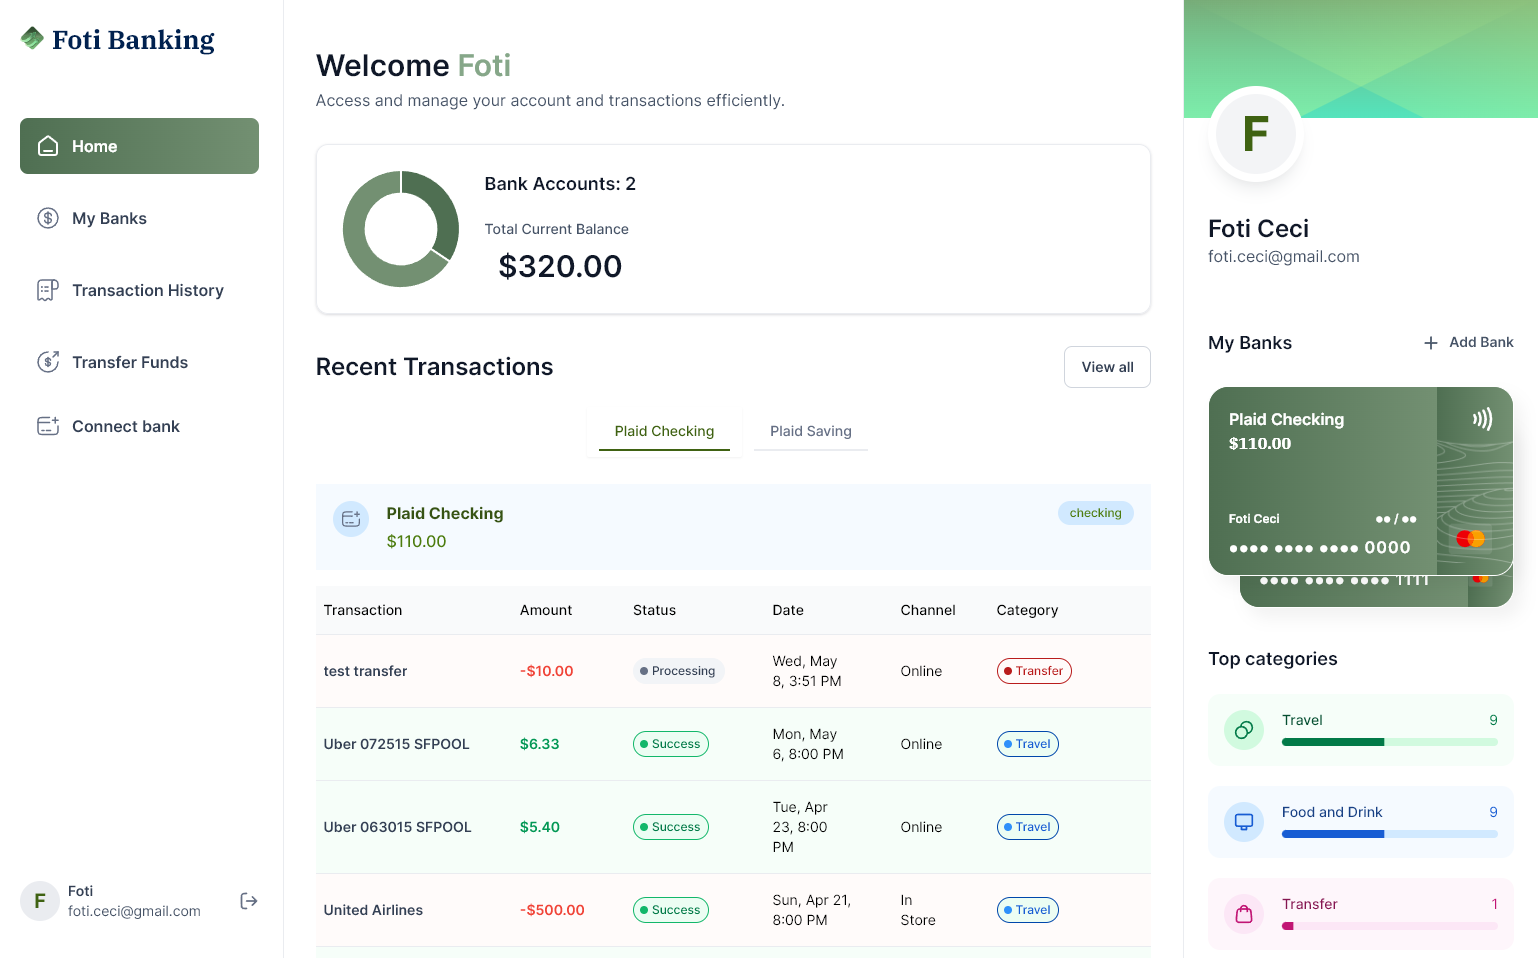 Foti Banking
Home
My Banks
Transaction History
Transfer Funds
Connect bank
F
Foti
foti.ceci@gmail.com
Welcome Foti
Access and manage your account and transactions efficiently.
Bank Accounts: 2
Total Current Balance
$320.00
Recent Transactions
View all
Plaid Checking
Plaid Saving
Plaid Checking
checking
$110.00
Transaction Amount Status Date Channel Category
test transfer -$10.00 Processing Wed, May 8, 3:51 PM Online Transfer
Uber 072515 SFPOOL $6.33 Success Mon, May 6, 8:00 PM Online Travel
Uber 063015 SFPOOL $5.40 Success Tue, Apr 23, 8:00 PM Online Travel
United Airlines -$500.00 Success Sun, Apr 21, 8:00 PM In Store Travel
F
Foti Ceci
foti.ceci@gmail.com
My Banks
+ Add Bank
Plaid Checking
$110.00
Foti Ceci ●● / ●●
●●●● ●●●● ●●●● 0000
●●●● ●●●● ●●●● 1111
Top categories
Travel 9
Food and Drink 9
Transfer 1